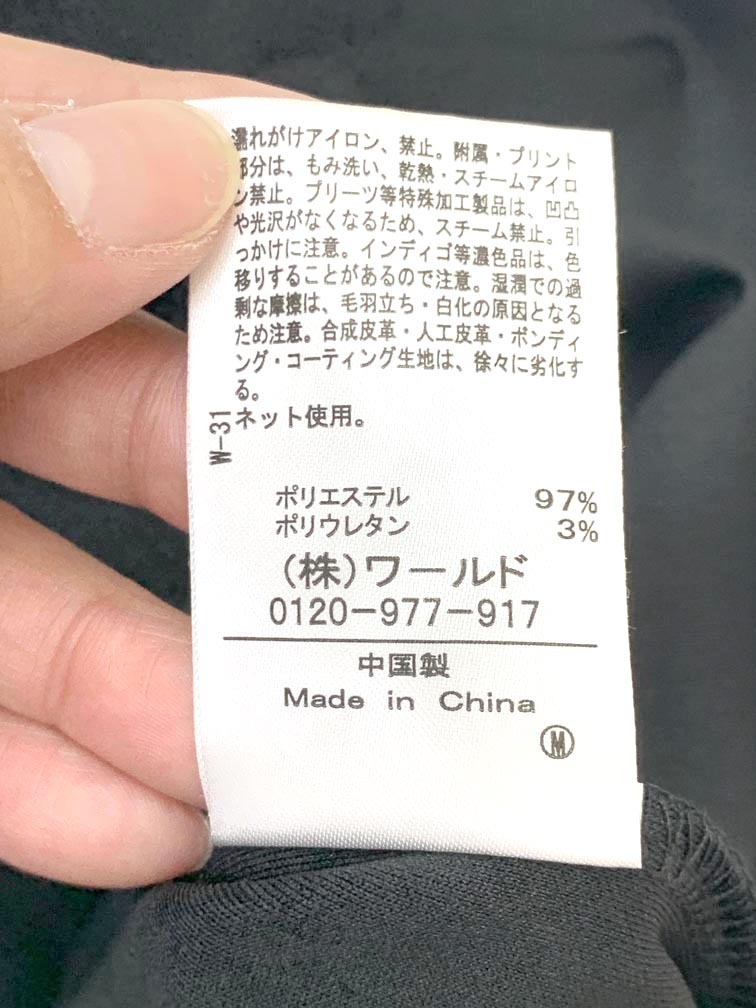 濡れがけアイロン、禁止。附属・プリント
部分は、もみ洗い、乾熱・スチームアイロ
ン禁止。プリーツ等特殊加工製品は、凹凸
や光沢がなくなるため、スチーム禁止。引
っかけに注意。インディゴ等濃色品は、色
移りすることがあるので注意。湿潤での過
剰な摩擦は、毛羽立ち・白化の原因となる
ため注意。合成皮革・人工皮革・ボンディ
ング・コーティング生地は、徐々に劣化す
る。
ネット使用。
W-31
ポリエステル 97%
ポリウレタン 3%
(株)ワールド
0120-977-917
中国製
Made in China
M